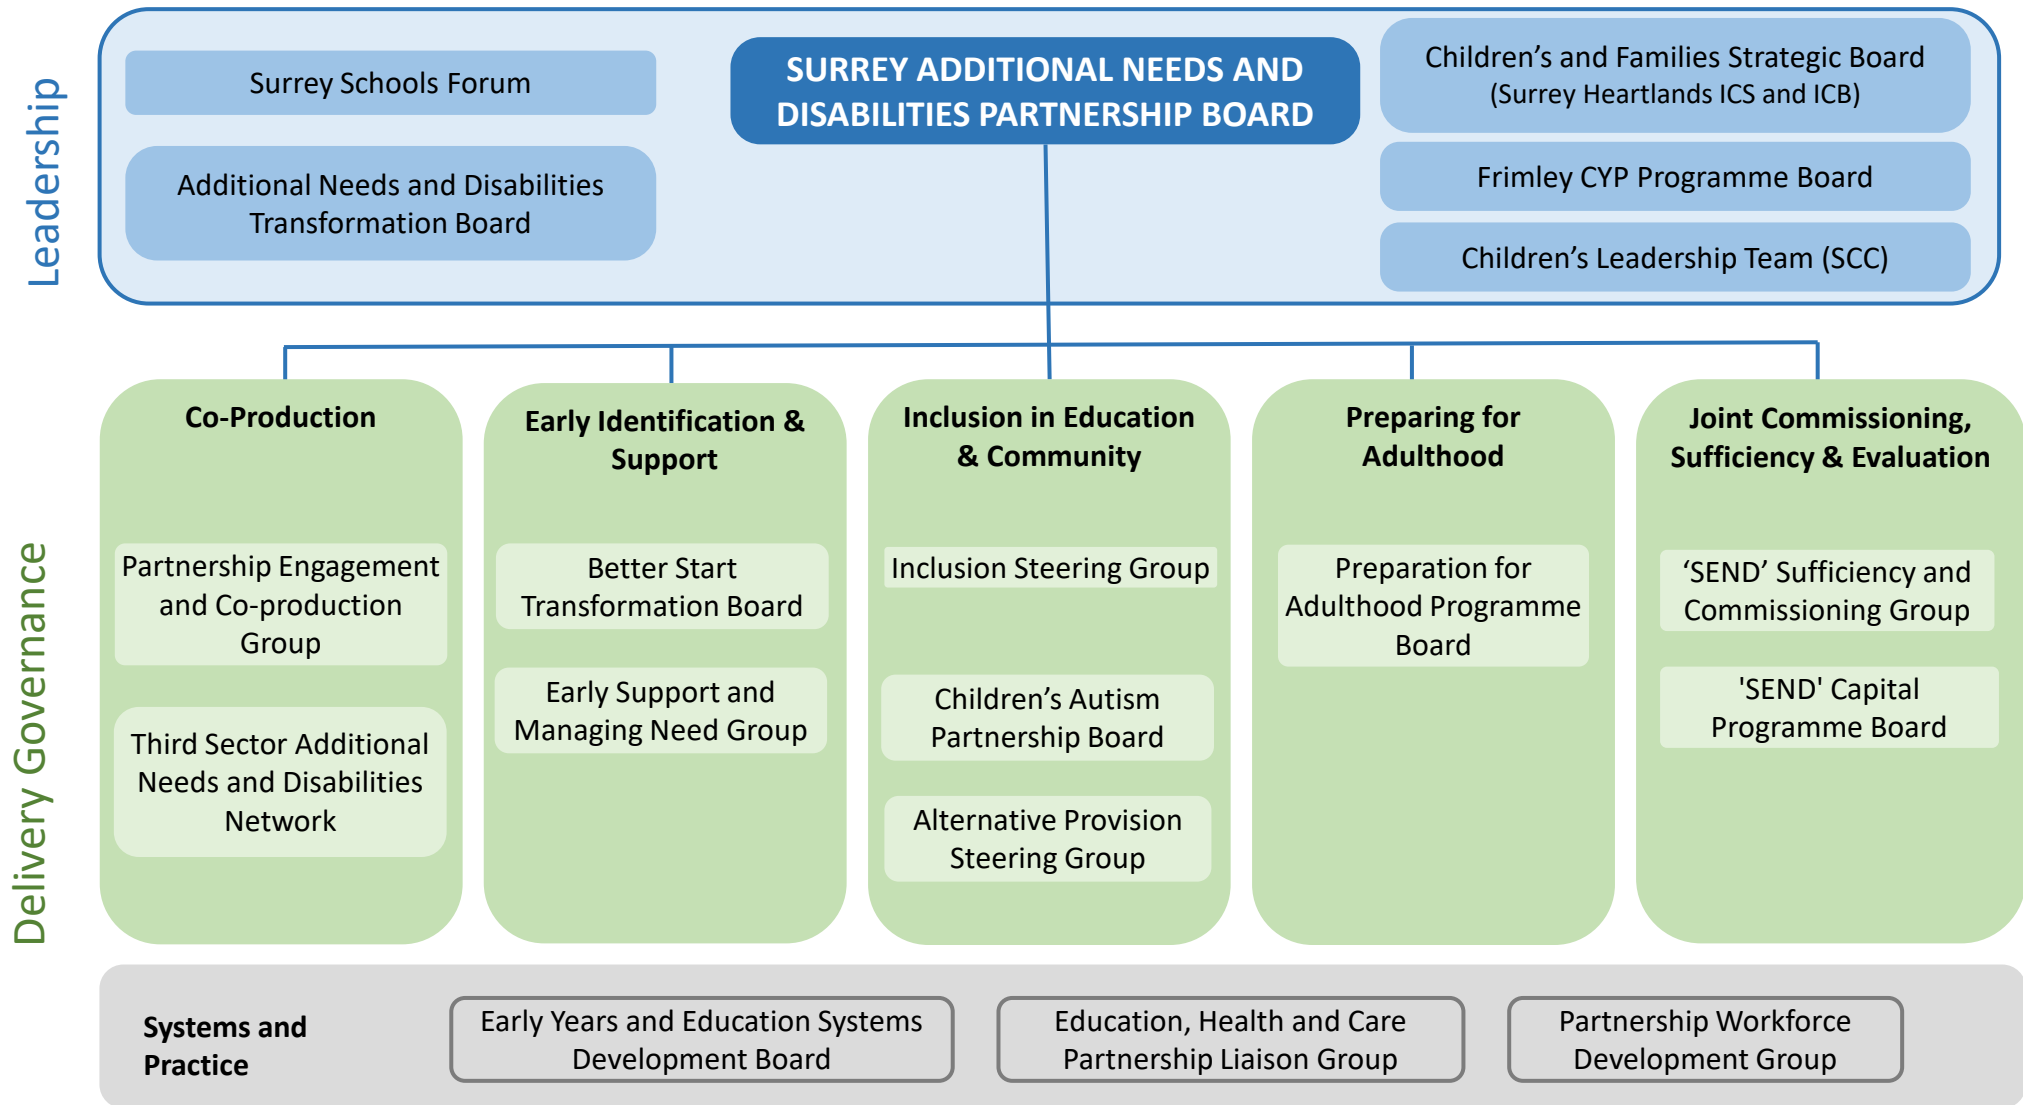 Leadership
Surrey Schools Forum
Additional Needs and Disabilities
Transformation Board
SURREY ADDITIONAL NEEDS AND
DISABILITIES PARTNERSHIP BOARD
Children’s and Families Strategic Board
(Surrey Heartlands ICS and ICB)
Frimley CYP Programme Board
Children’s Leadership Team (SCC)
Delivery Governance
Co-Production
Partnership Engagement
and Co-production
Group
Third Sector Additional
Needs and Disabilities
Network
Early Identification &
Support
Better Start
Transformation Board
Early Support and
Managing Need Group
Inclusion in Education
& Community
Inclusion Steering Group
Children’s Autism
Partnership Board
Alternative Provision
Steering Group
Preparing for
Adulthood
Preparation for
Adulthood Programme
Board
Joint Commissioning,
Sufficiency & Evaluation
‘SEND’ Sufficiency and
Commissioning Group
'SEND' Capital
Programme Board
Systems and
Practice
Early Years and Education Systems
Development Board
Education, Health and Care
Partnership Liaison Group
Partnership Workforce
Development Group